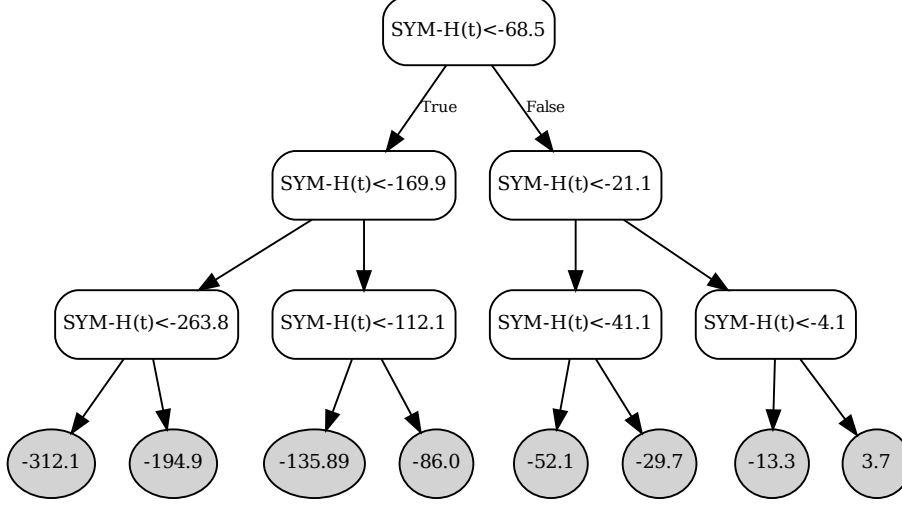 SYM-H(t)<-68.5
True
False
SYM-H(t)<-169.9
SYM-H(t)<-21.1
SYM-H(t)<-263.8
SYM-H(t)<-112.1
SYM-H(t)<-41.1
SYM-H(t)<-4.1
-312.1
-194.9
-135.89
-86.0
-52.1
-29.7
-13.3
3.7